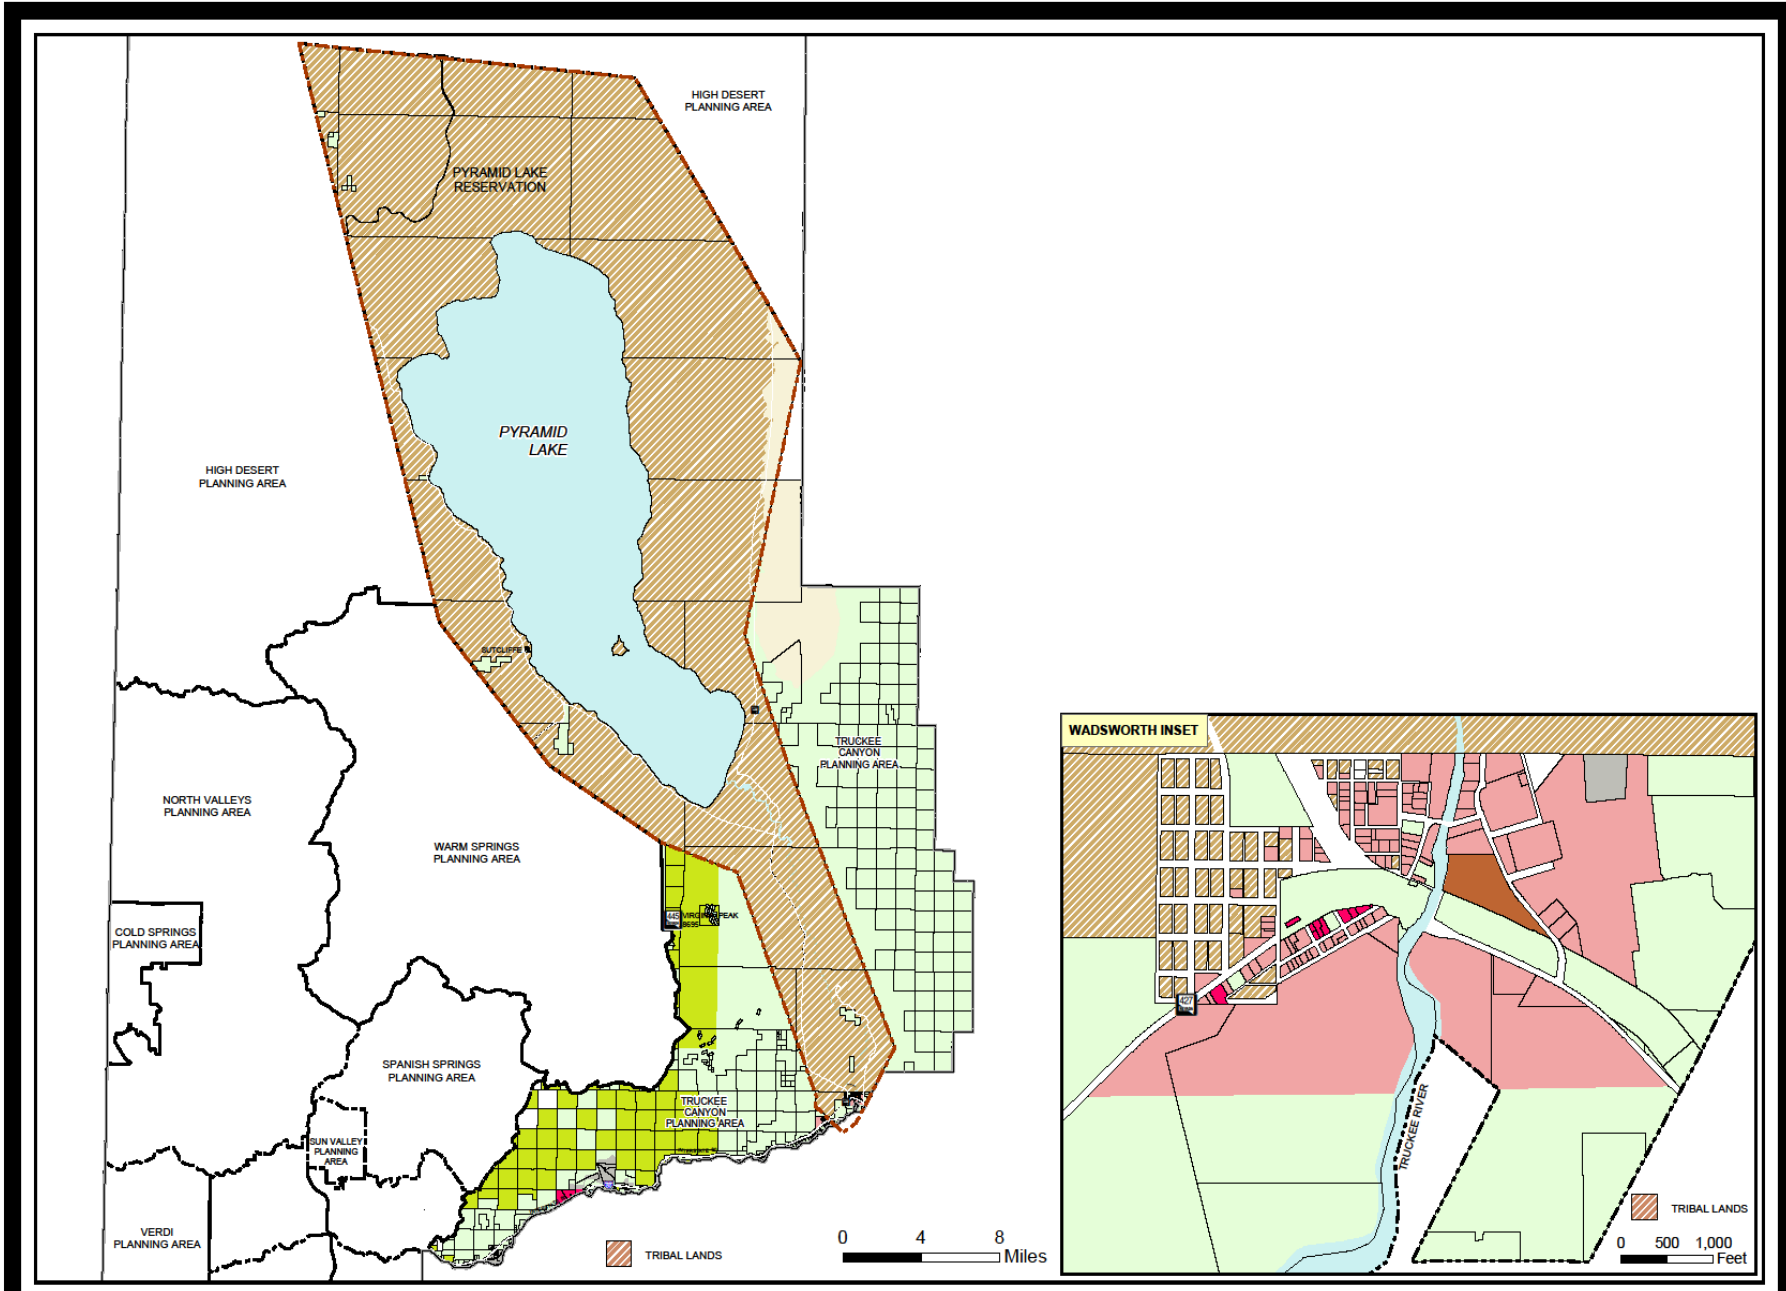 HIGH DESERT
PLANNING AREA
PYRAMID LAKE
RESERVATION
PYRAMID
LAKE
HIGH DESERT
PLANNING AREA
SUTCLIFFE
TRUCKEE
CANYON
PLANNING AREA
WADSWORTH INSET
NORTH VALLEYS
PLANNING AREA
WARM SPRINGS
PLANNING AREA
445
PEAK
COLD SPRINGS
PLANNING AREA
427
SPANISH SPRINGS
PLANNING AREA
TRUCKEE
CANYON
PLANNING AREA
SUN VALLEY
PLANNING
AREA
TRUCKEE RIVER
VERDI
PLANNING AREA
TRIBAL LANDS
0 4 8
Miles
TRIBAL LANDS
0 500 1,000
Feet